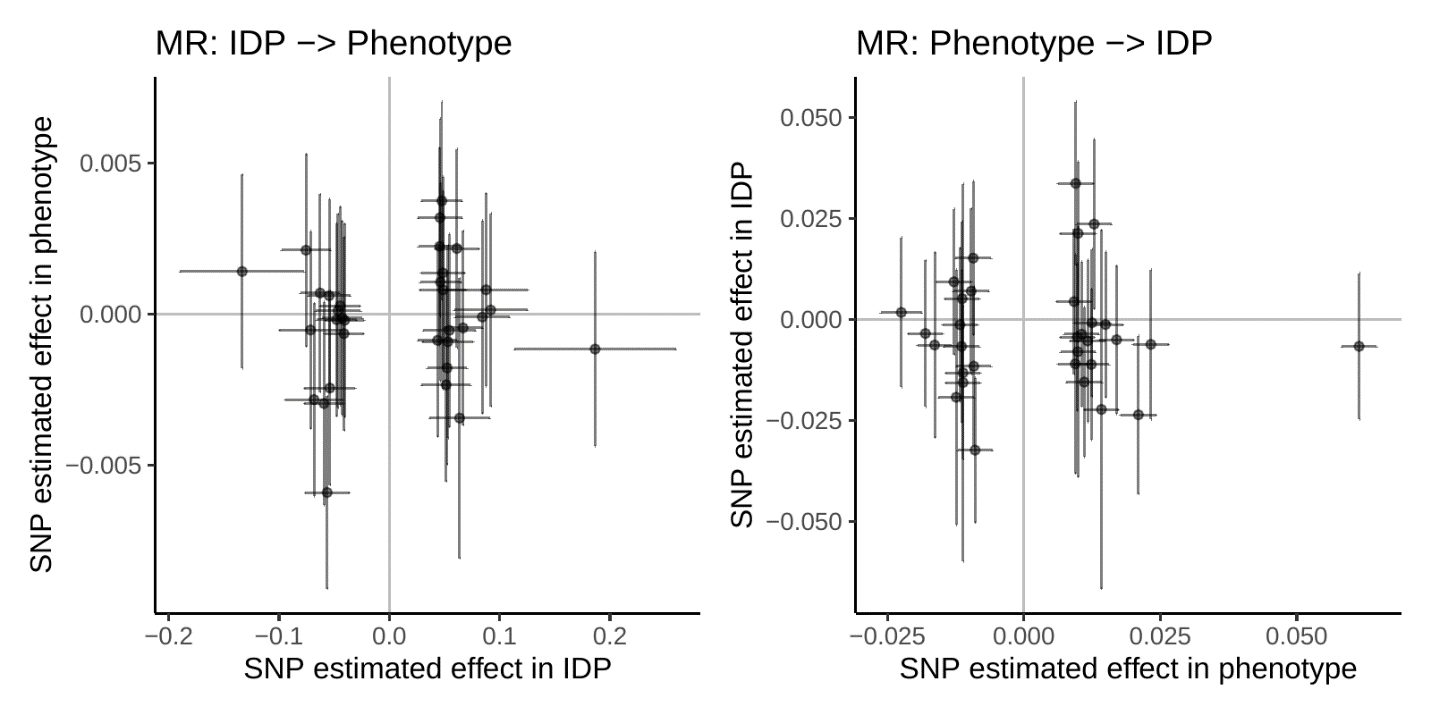 MR: IDP −> Phenotype
SNP estimated effect in phenotype
0.005
0.000
−0.005
−0.2
−0.1
0.0
0.1
0.2
SNP estimated effect in IDP
MR: Phenotype −> IDP
SNP estimated effect in IDP
0.050
0.025
0.000
−0.025
−0.050
−0.025
0.000
0.025
0.050
SNP estimated effect in phenotype